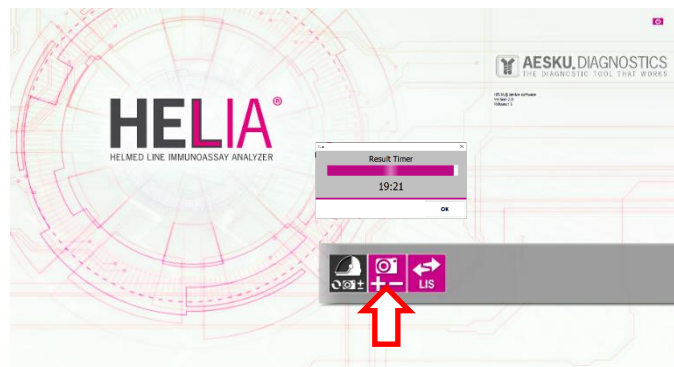 AESKU.DIAGNOSTICS
THE DIAGNOSTIC TOOL THAT WORKS
HELIA®
HELMED LINE IMMUNOASSAY ANALYZER
Result Timer
19:21
OK
LIS